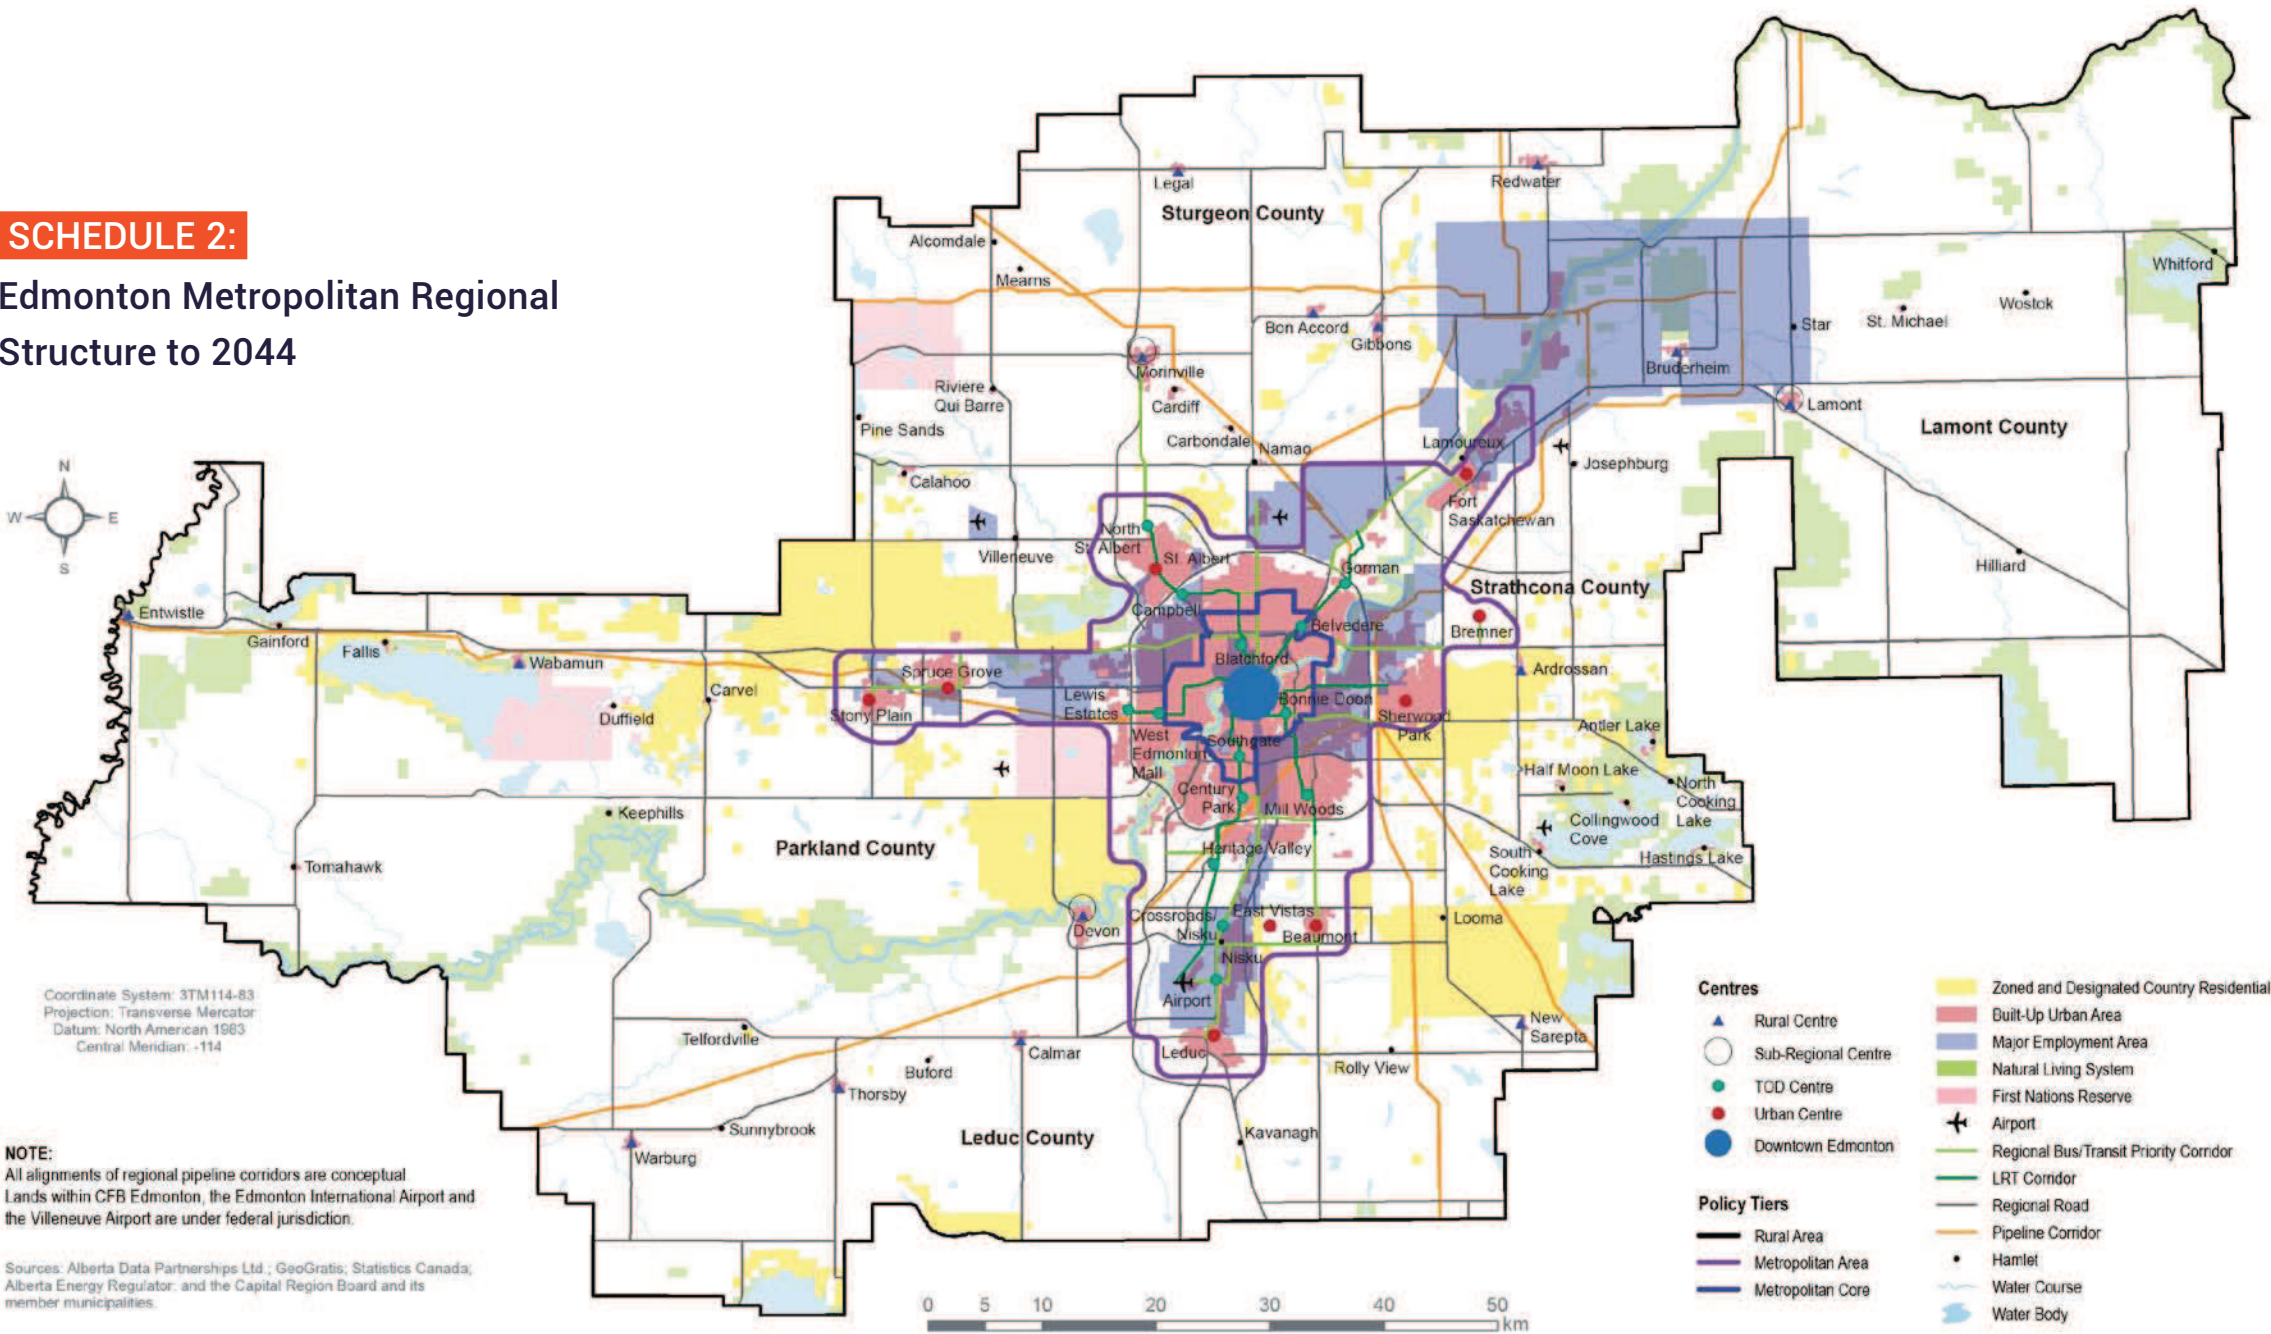 SCHEDULE 2:
Edmonton Metropolitan Regional
Structure to 2044
N
W
E
S
Legal
Redwater
Sturgeon County
Alcomdale
Mearns
Whitford
Wostok
St. Michael
Star
Bon Accord
Gibbons
Bruderheim
Morinville
Cardiff
Riviere
Qui Barre
Lamont
Pine Sands
Carbondale
Namao
Lamoureux
Lamont County
Josephburg
Calahoo
Fort
Saskatchewan
North
St. Albert
St. Albert
Villeneuve
Gorman
Hilliard
Strathcona County
Entwistle
Campbell
Belvedere
Bremner
Gainford
Fallis
Wabamun
Blatchford
Ardrossan
Spruce Grove
Carvel
Lewis
Estates
Bonnie Doon
Duffield
Stony Plain
Sherwood
Park
Antler Lake
West
Edmonton
Mall
Southgate
Half Moon Lake
North
Cooking
Lake
Century
Park
Mill Woods
Keephills
Collingwood
Cove
Parkland County
Heritage Valley
South
Cooking
Lake
Hastings Lake
Tomahawk
Crossroads/
Nisku
East Vistas
Beaumont
Looma
Devon
Nisku
Airport
New
Sarepta
Telfordville
Calmar
Leduc
Rolly View
Buford
Thorsby
Sunnybrook
Leduc County
Kavanagh
Warburg
Coordinate System: 3TM114-83
Projection: Transverse Mercator
Datum: North American 1983
Central Meridian: -114
NOTE:
All alignments of regional pipeline corridors are conceptual
Lands within CFB Edmonton, the Edmonton International Airport and
the Villeneuve Airport are under federal jurisdiction.
Sources: Alberta Data Partnerships Ltd.; GeoGratis; Statistics Canada;
Alberta Energy Regulator: and the Capital Region Board and its
member municipalities.
0 5 10 20 30 40 50
km
Centres
Rural Centre
Sub-Regional Centre
TOD Centre
Urban Centre
Downtown Edmonton
Policy Tiers
Rural Area
Metropolitan Area
Metropolitan Core
Zoned and Designated Country Residential
Built-Up Urban Area
Major Employment Area
Natural Living System
First Nations Reserve
Airport
Regional Bus/Transit Priority Corridor
LRT Corridor
Regional Road
Pipeline Corridor
Hamlet
Water Course
Water Body